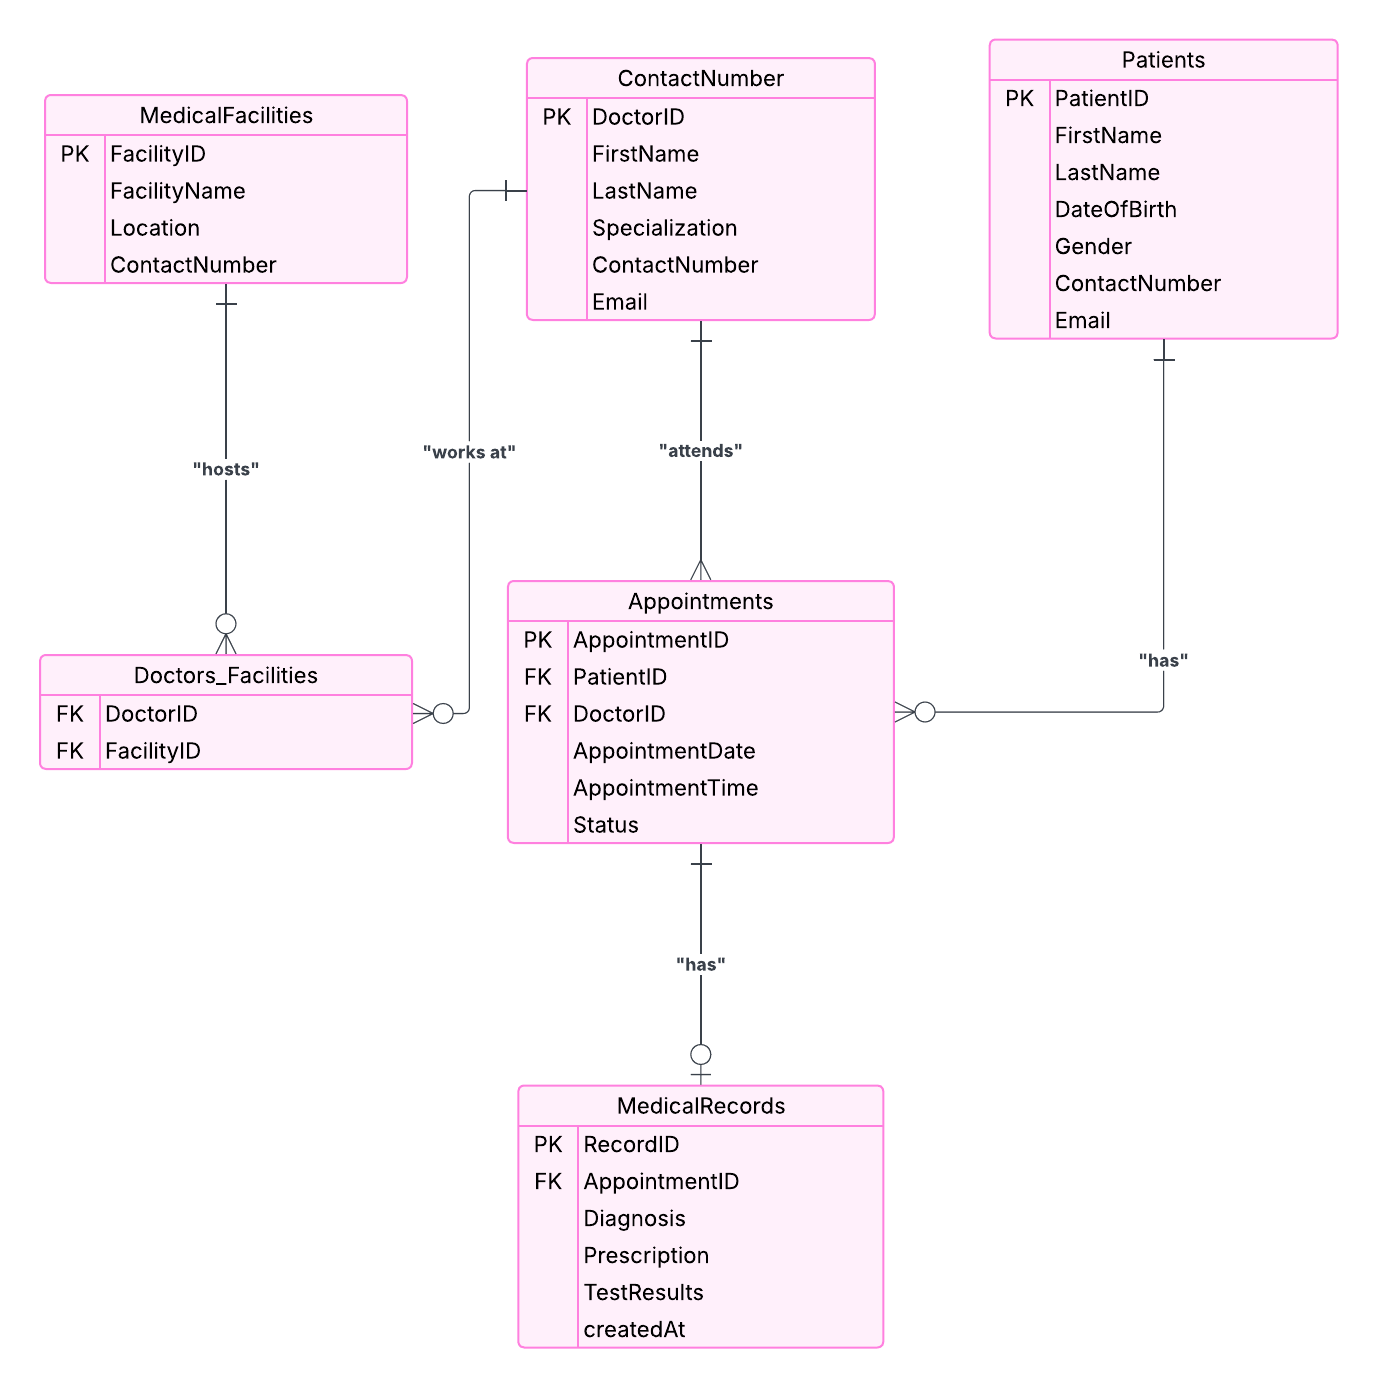 MedicalFacilities
PK FacilityID
FacilityName
Location
ContactNumber
ContactNumber
PK DoctorID
FirstName
LastName
Specialization
ContactNumber
Email
Patients
PK PatientID
FirstName
LastName
DateOfBirth
Gender
ContactNumber
Email
"hosts"
"works at"
"attends"
"has"
Doctors_Facilities
FK DoctorID
FK FacilityID
Appointments
PK AppointmentID
FK PatientID
FK DoctorID
AppointmentDate
AppointmentTime
Status
"has"
MedicalRecords
PK RecordID
FK AppointmentID
Diagnosis
Prescription
TestResults
createdAt